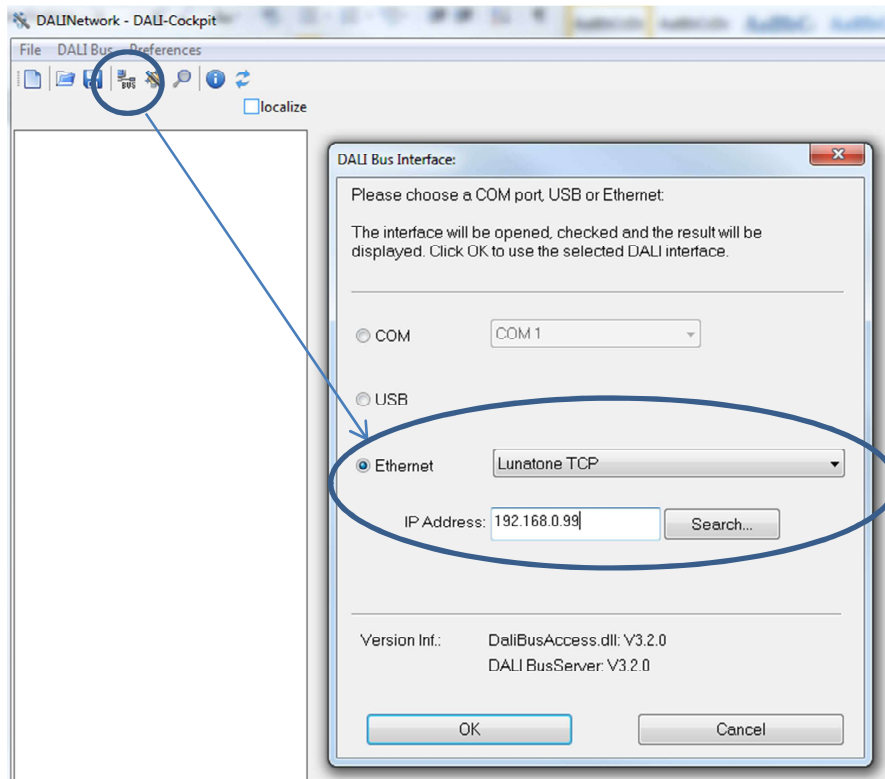 DALINetwork - DALI-Cockpit
File DALI Bus Preferences
BUS
localize
DALI Bus Interface:
Please choose a COM port, USB or Ethernet:
The interface will be opened, checked and the result will be
displayed. Click OK to use the selected DALI interface.
COM COM 1
USB
Ethernet Lunatone TCP
IP Address: 192.168.0.99 Search...
Version Inf.: DaliBusAccess.dll: V3.2.0
DALI BusServer: V3.2.0
OK Cancel